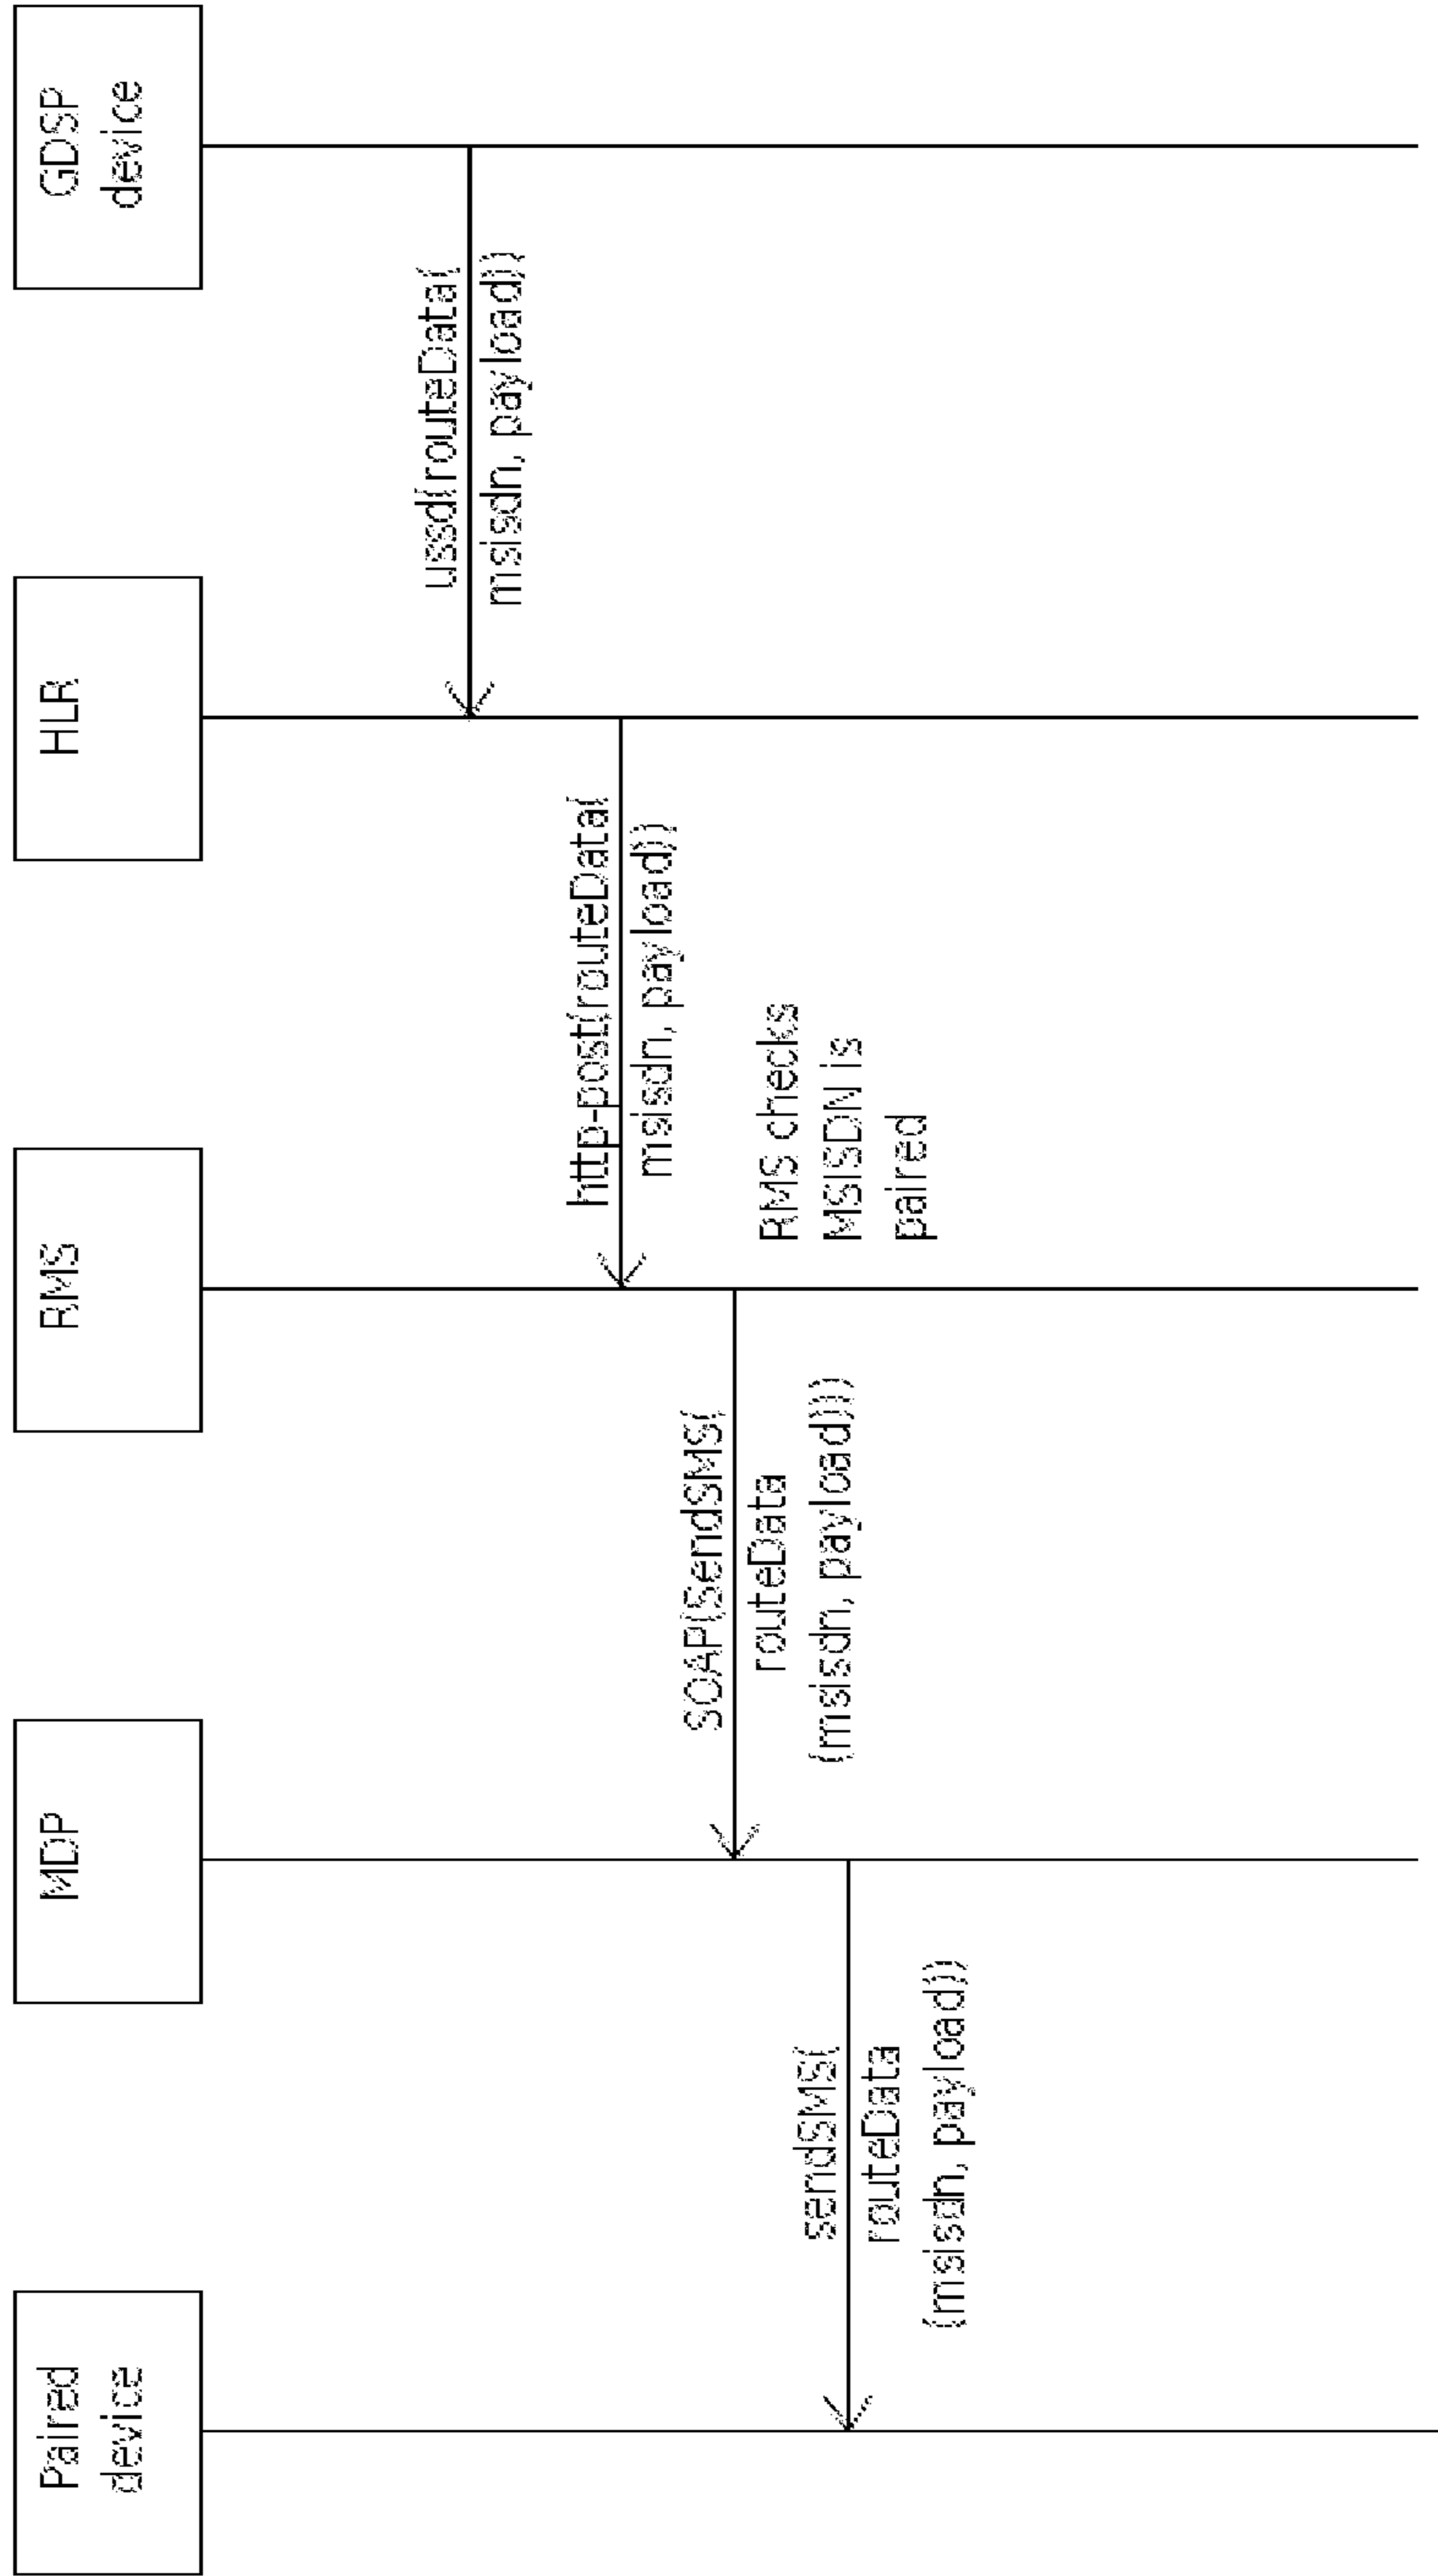 Paired
device
MDP
RMS
HLR
GDSP
device
ussd(routeData(
msisdn, payload))
http-post(routeData(
msisdn, payload))
RMS checks
MSISDN is
paired
SOAP(SendSMS(
routeData
(msisdn, payload)))
sendSMS(
routeData
(msisdn, payload))